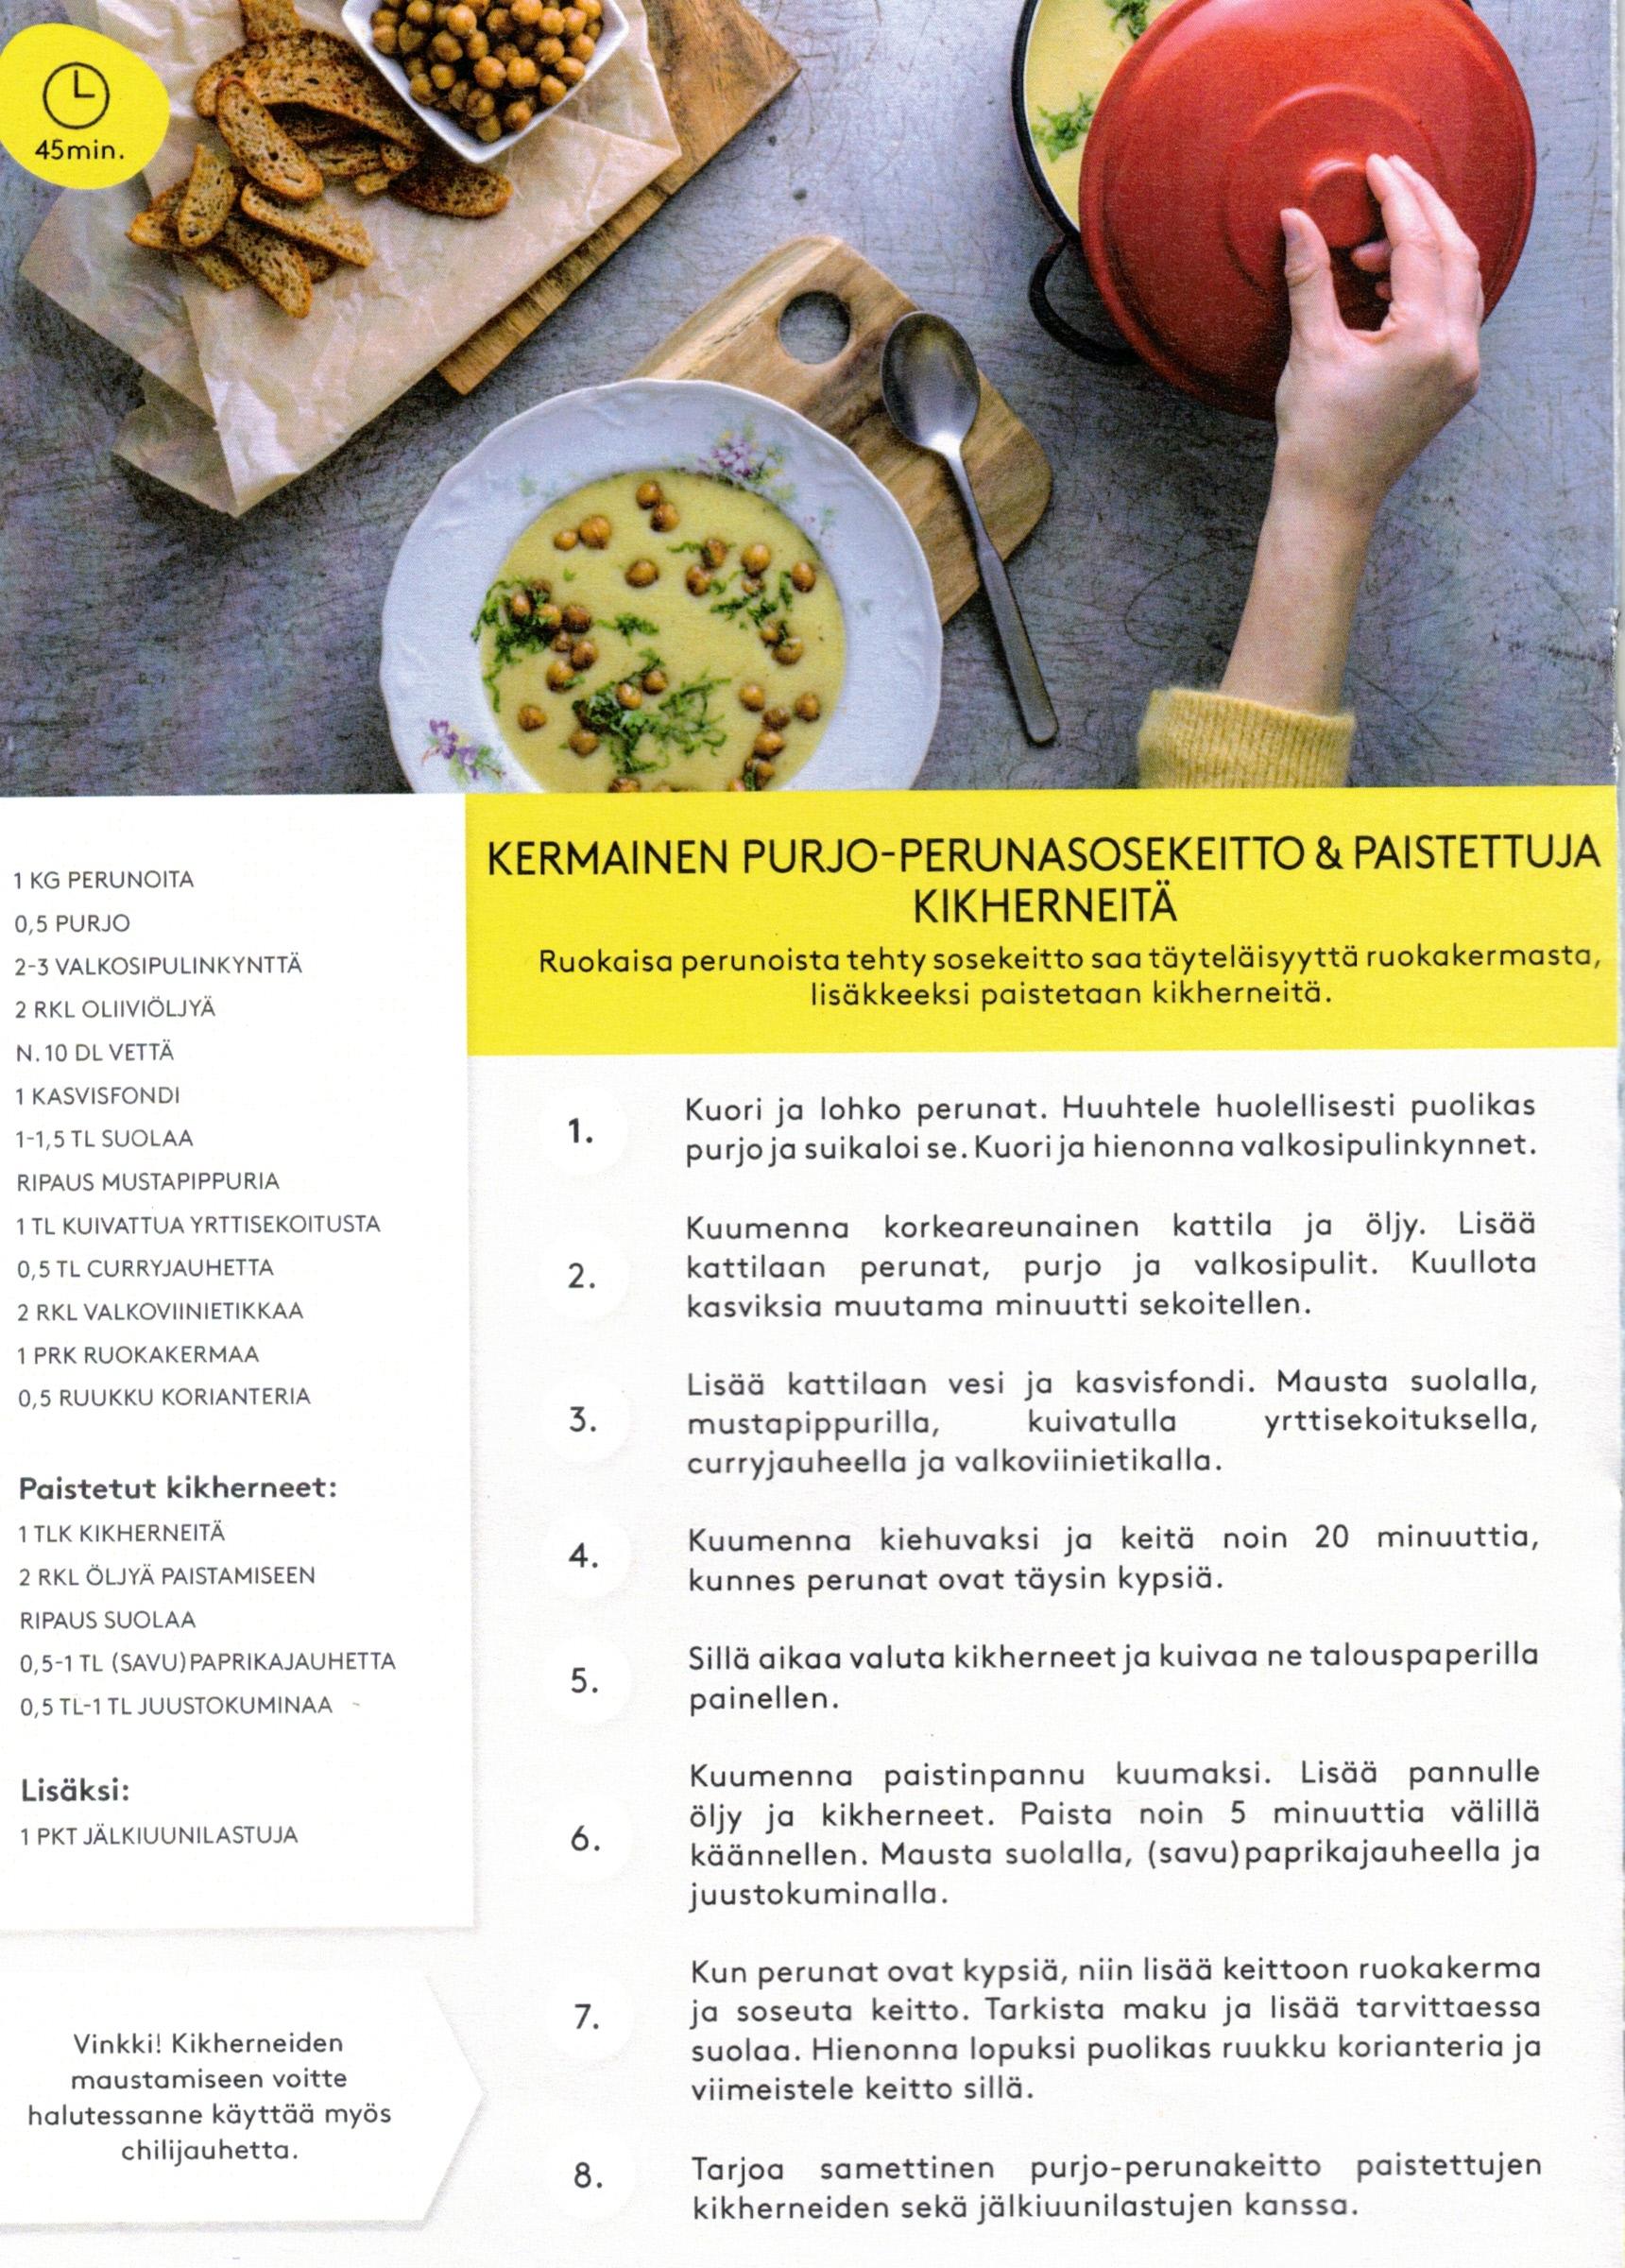 45min.
1 KG PERUNOITA
0,5 PURJO
2-3 VALKOSIPULINKYNTTÄ
2 RKL OLIIVIÖLJYÄ
N.10 DL VETTÄ
1 KASVISFONDI
1-1,5 TL SUOLAA
RIPAUS MUSTAPIPPURIA
1 TL KUIVATTUA YRTTISEKOITUSTA
0,5 TL CURRYJAUHETTA
2 RKL VALKOVIINIETIKKAA
1 PRK RUOKAKERMAA
0,5 RUUKKU KORIANTERIA
Paistetut kikherneet:
1 TLK KIKHERNEITÄ
2 RKL ÖLJYÄ PAISTAMISEEN
RIPAUS SUOLAA
0,5-1 TL (SAVU)PAPRIKAJAUHETTA
0,5 TL-1 TL JUUSTOKUMINAA
Lisäksi:
1 PKT JÄLKIUUNILASTUJA
Vinkki! Kikherneiden
maustamiseen voitte
halutessanne käyttää myös
chilijauhetta.
KERMAINEN PURJO-PERUNASOSEKEITTO & PAISTETTUJA
KIKHERNEITÄ
Ruokaisa perunoista tehty sosekeitto saa täyteläisyyttä ruokakermasta,
lisäkkeeksi paistetaan kikherneitä.
1. Kuori ja lohko perunat. Huuhtele huolellisesti puolikas
purjo ja suikaloi se. Kuori ja hienonna valkosipulinkynnet.
2. Kuumenna korkeareunainen kattila ja öljy. Lisää
kattilaan perunat, purjo ja valkosipulit. Kuullota
kasviksia muutama minuutti sekoitellen.
3. Lisää kattilaan vesi ja kasvisfondi. Mausta suolalla,
mustapippurilla, kuivatulla yrttisekoituksella,
curryjauheella ja valkoviinietikalla.
4. Kuumenna kiehuvaksi ja keitä noin 20 minuuttia,
kunnes perunat ovat täysin kypsiä.
5. Sillä aikaa valuta kikherneet ja kuivaa ne talouspaperilla
painellen.
6. Kuumenna paistinpannu kuumaksi. Lisää pannulle
öljy ja kikherneet. Paista noin 5 minuuttia välillä
käännellen. Mausta suolalla, (savu)paprikajauheella ja
juustokuminalla.
7. Kun perunat ovat kypsiä, niin lisää keittoon ruokakerma
ja soseuta keitto. Tarkista maku ja lisää tarvittaessa
suolaa. Hienonna lopuksi puolikas ruukku korianteria ja
viimeistele keitto sillä.
8. Tarjoa samettinen purjo-perunakeitto paistettujen
kikherneiden sekä jälkiuunilastujen kanssa.